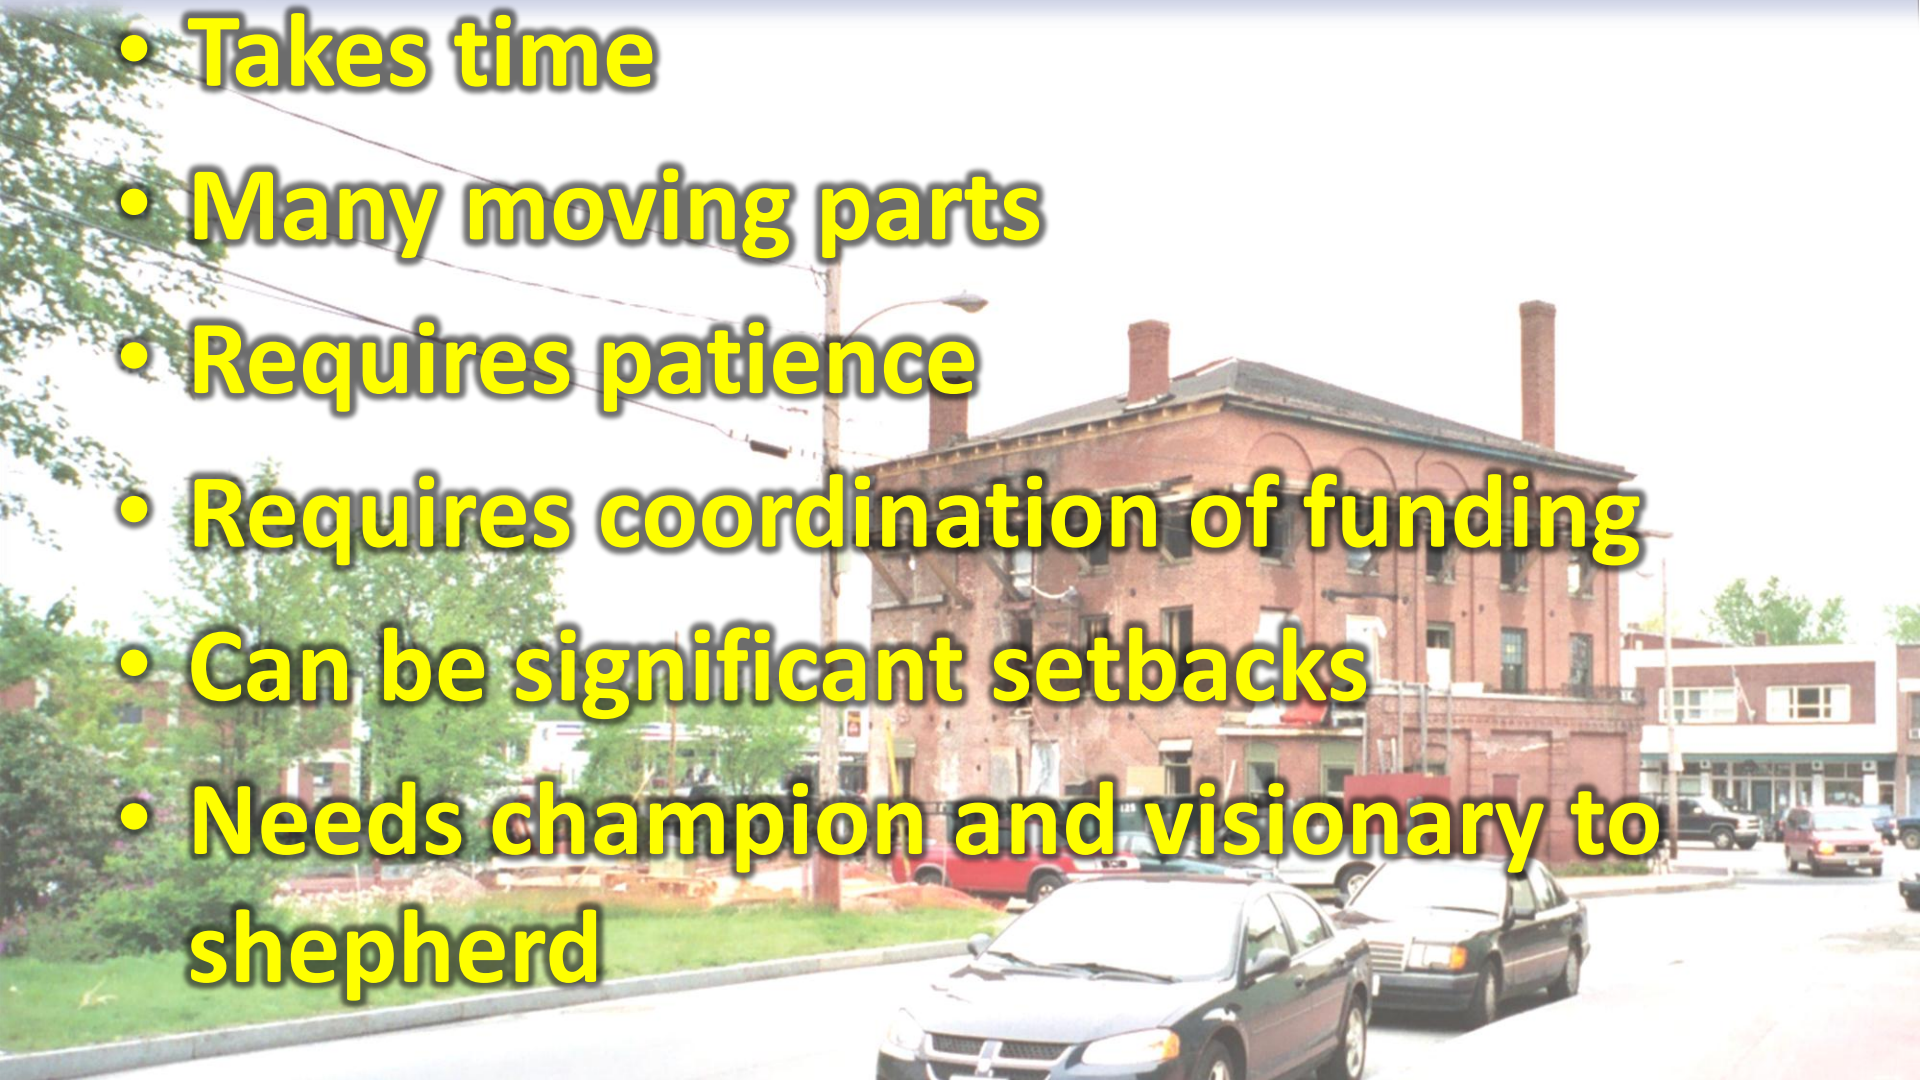 • Takes time
• Many moving parts
• Requires patience
• Requires coordination of funding
• Can be significant setbacks
• Needs champion and visionary to
shepherd